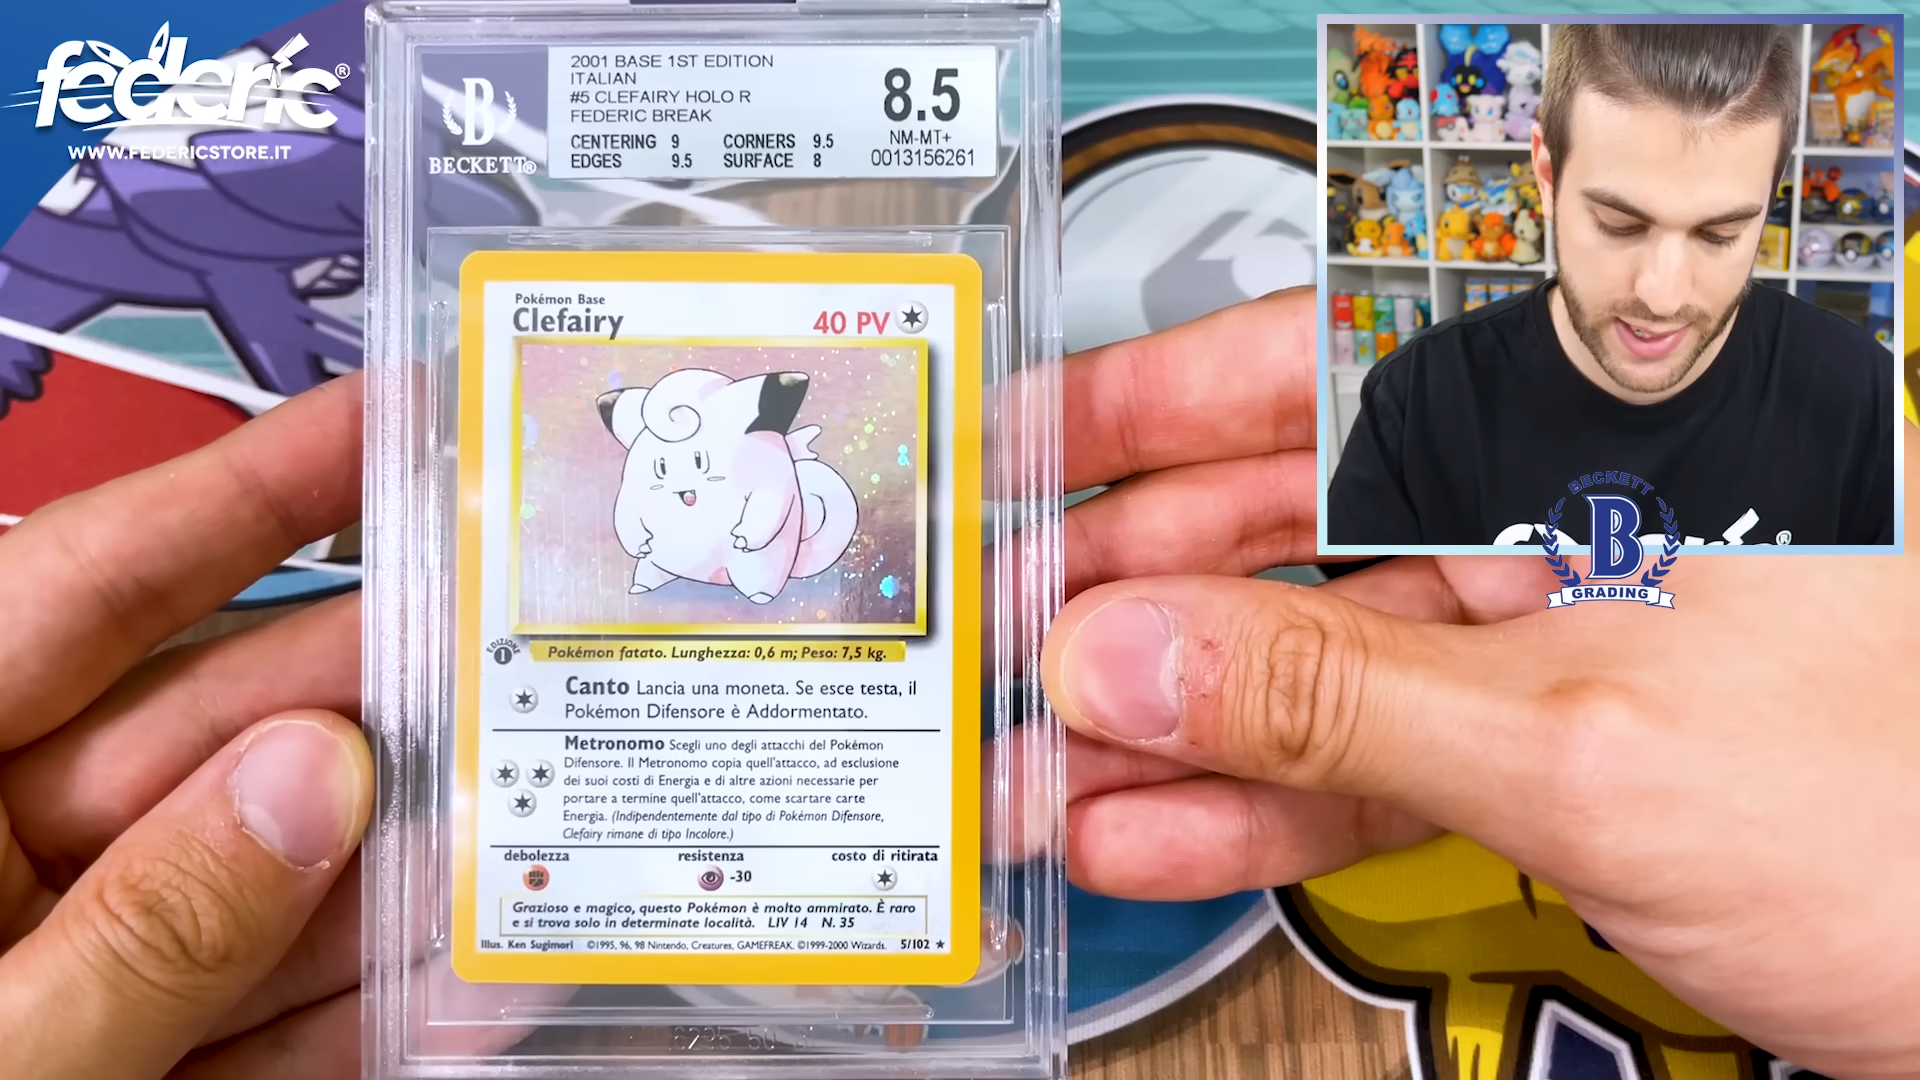 federic®
WWW.FEDERICSTORE.IT
B
BECKETT®
2001 BASE 1ST EDITION
ITALIAN
#5 CLEFAIRY HOLO R
FEDERIC BREAK
CENTERING 9 CORNERS 9.5
EDGES 9.5 SURFACE 8
8.5
NM-MT+
0013156261
Pokémon Base
Clefairy
40 PV
EDIZIONE
1
Pokémon fatato. Lunghezza: 0,6 m; Peso: 7,5 kg.
Canto Lancia una moneta. Se esce testa, il
Pokémon Difensore è Addormentato.
Metronomo Scegli uno degli attacchi del Pokémon
Difensore. Il Metronomo copia quell'attacco, ad esclusione
dei suoi costi di Energia e di altre azioni necessarie per
portare a termine quell'attacco, come scartare carte
Energia. (Indipendentemente dal tipo di Pokémon Difensore,
Clefairy rimane di tipo Incolore.)
debolezza resistenza costo di ritirata
-30
Grazioso e magico, questo Pokémon è molto ammirato. È raro
e si trova solo in determinate località. LIV 14 N. 35
Illus. Ken Sugimori ©1995, 96, 98 Nintendo, Creatures, GAMEFREAK. ©1999-2000 Wizards. 5/102 ★
BECKETT
B
GRADING